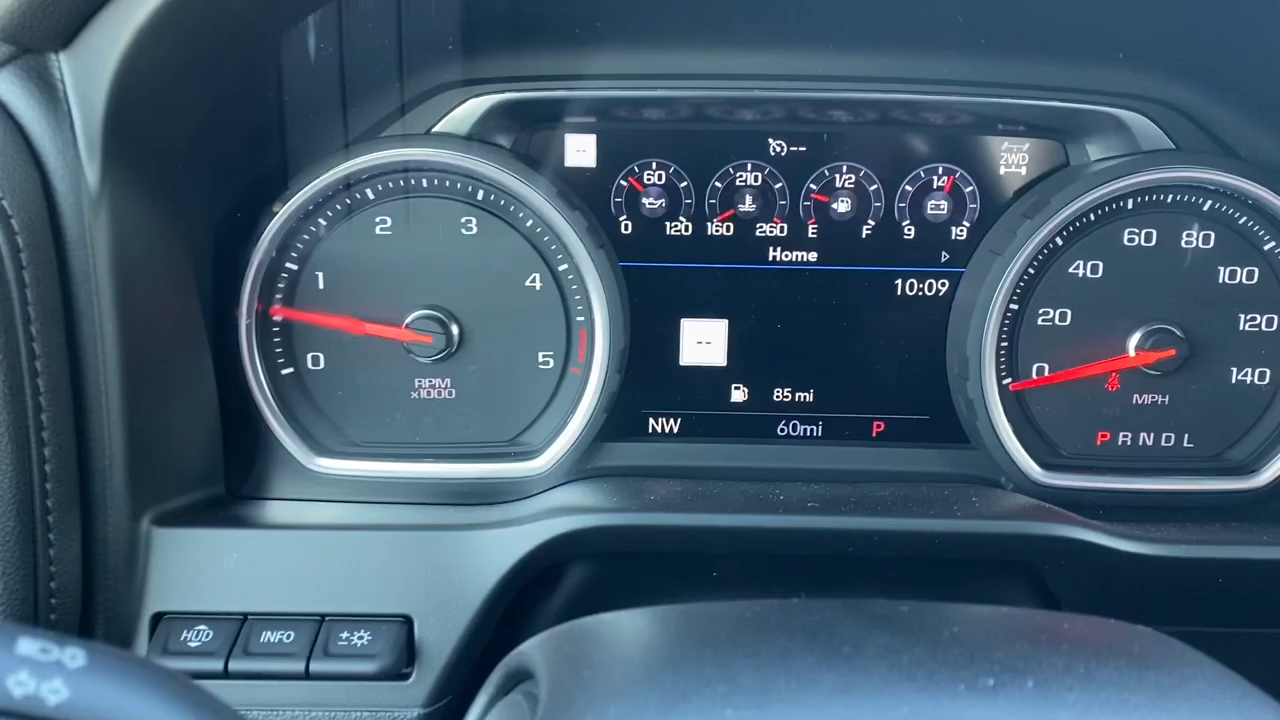 --
--
2WD
60
210
1/2
14
0 120
160 260
E F
9 19
Home
10:09
--
85 mi
NW 60mi P
0 1 2 3 4 5
RPM
x1000
0 20 40 60 80 100 120 140
MPH
P R N D L
HUD
INFO